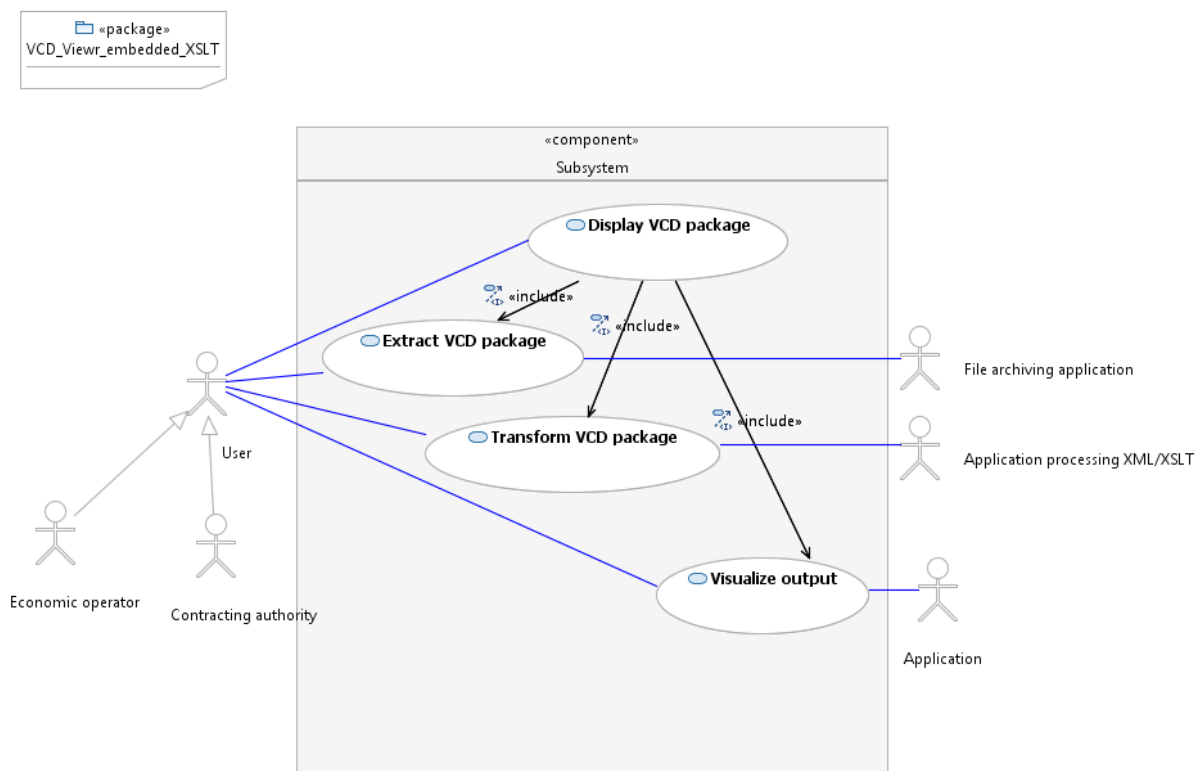 «package»
VCD_Viewr_embedded_XSLT
«component»
Subsystem
Display VCD package
«include»
«include»
Extract VCD package
File archiving application
«include»
Transform VCD package
User
Application processing XML/XSLT
Visualize output
Economic operator
Contracting authority
Application